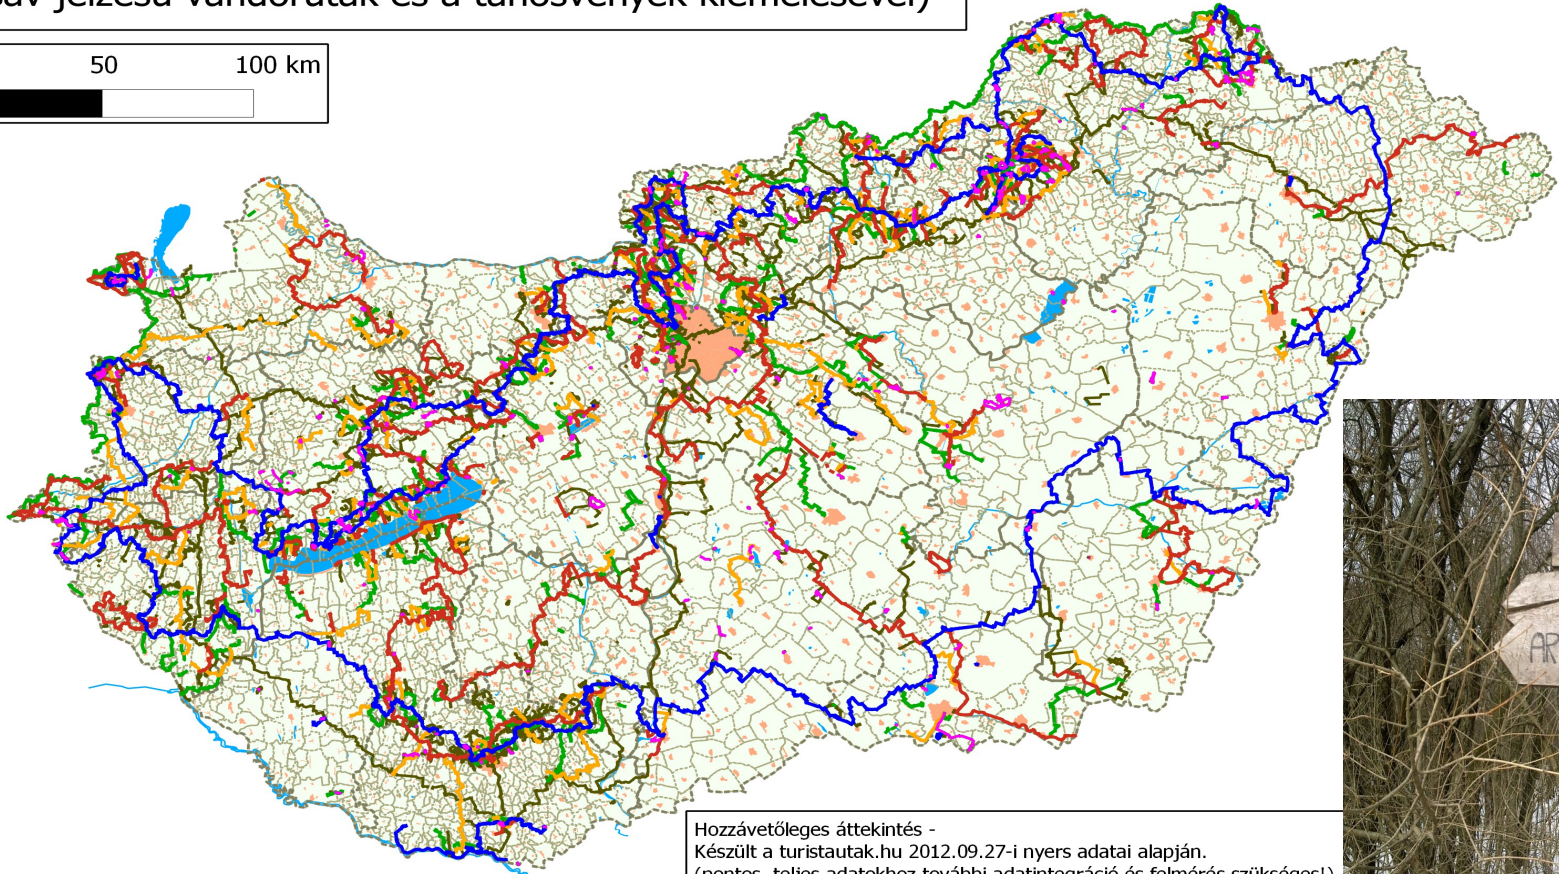 sáv jelzésű vándorutak és a tanösvények kiemelésével)
50 100 km
Hozzávetőleges áttekintés -
Készült a turistautak.hu 2012.09.27-i nyers adatai alapján.
(pontos, teljes adatokhoz további adatintegráció és felmérés szükséges!)
AR